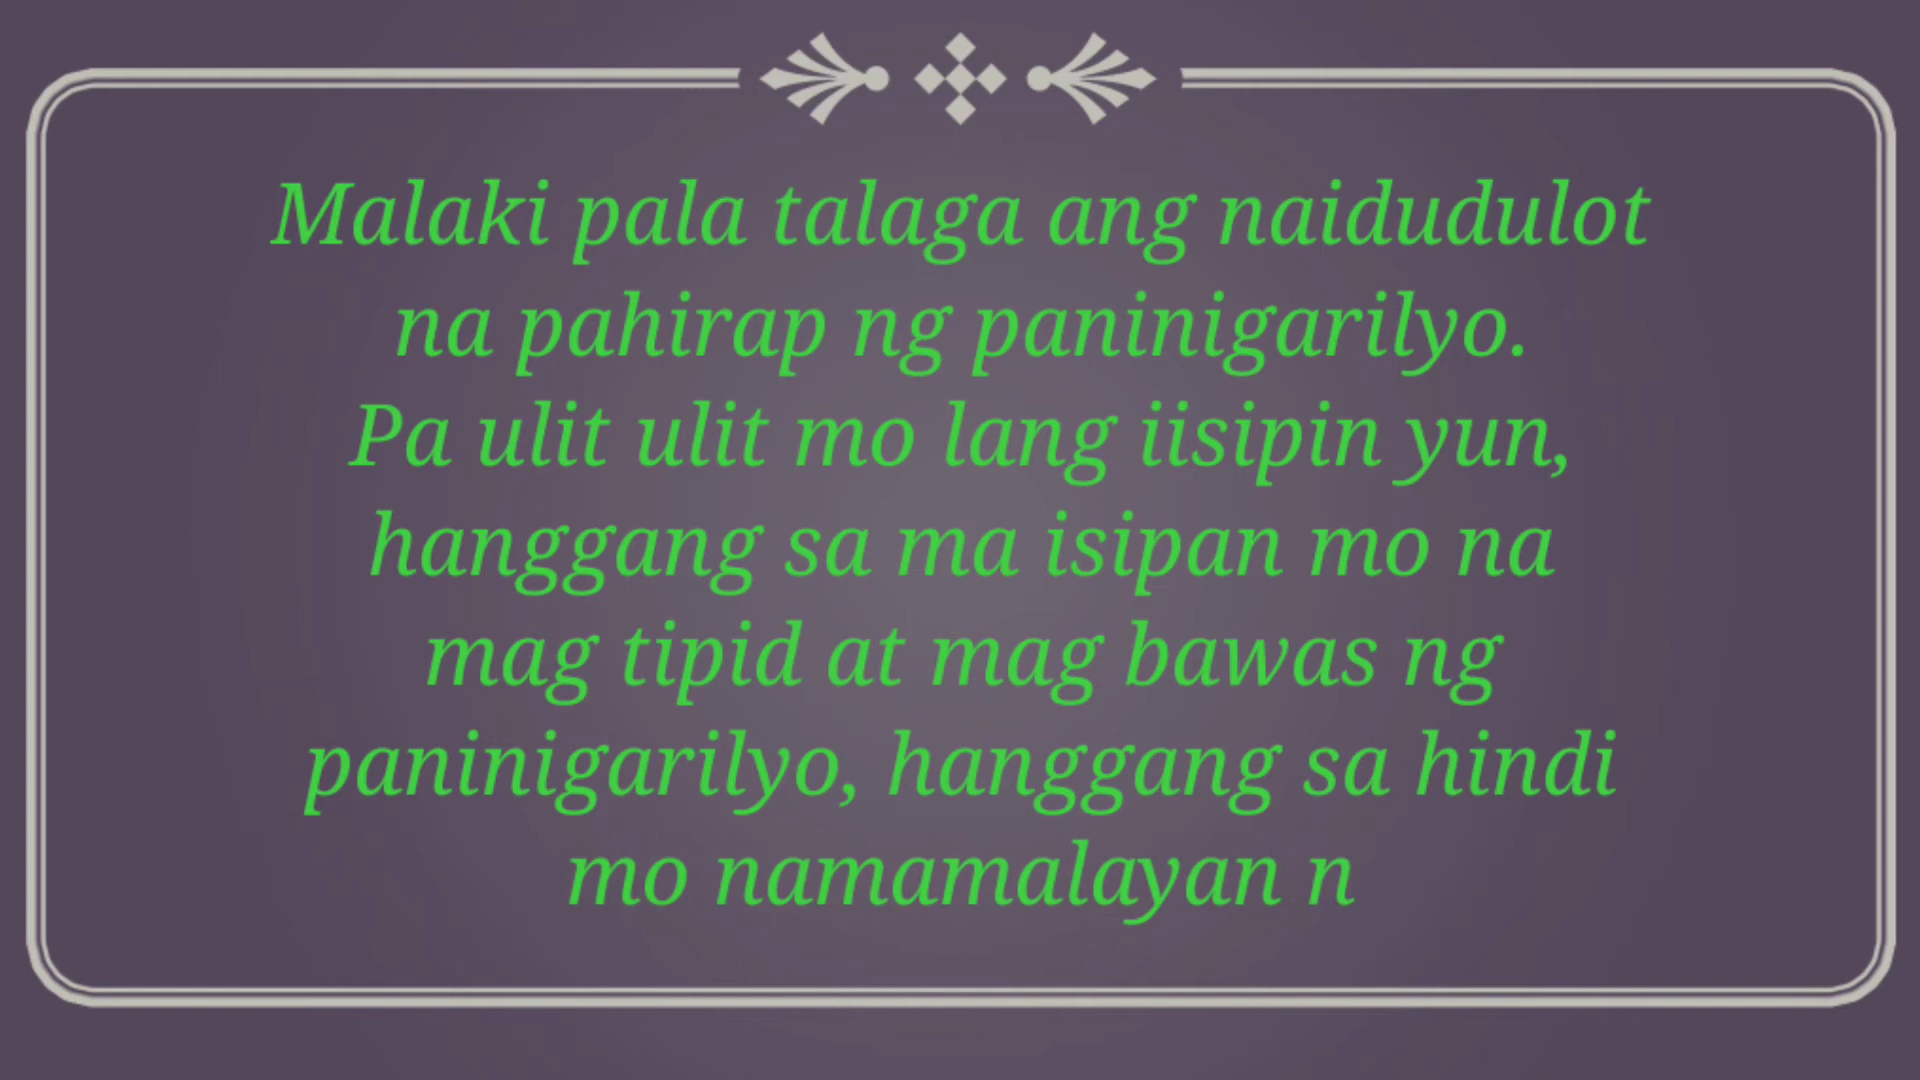 Malaki pala talaga ang naidudulot
na pahirap ng paninigarilyo.
Pa ulit ulit mo lang iisipin yun,
hanggang sa ma isipan mo na
mag tipid at mag bawas ng
paninigarilyo, hanggang sa hindi
mo namamalayan n